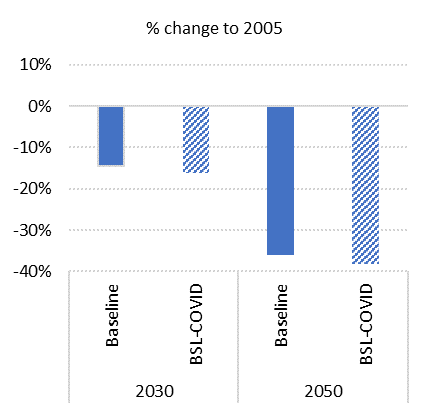 % change to 2005
10%
0%
-10%
-20%
-30%
-40%
Baseline
BSL-COVID
Baseline
BSL-COVID
2030
2050